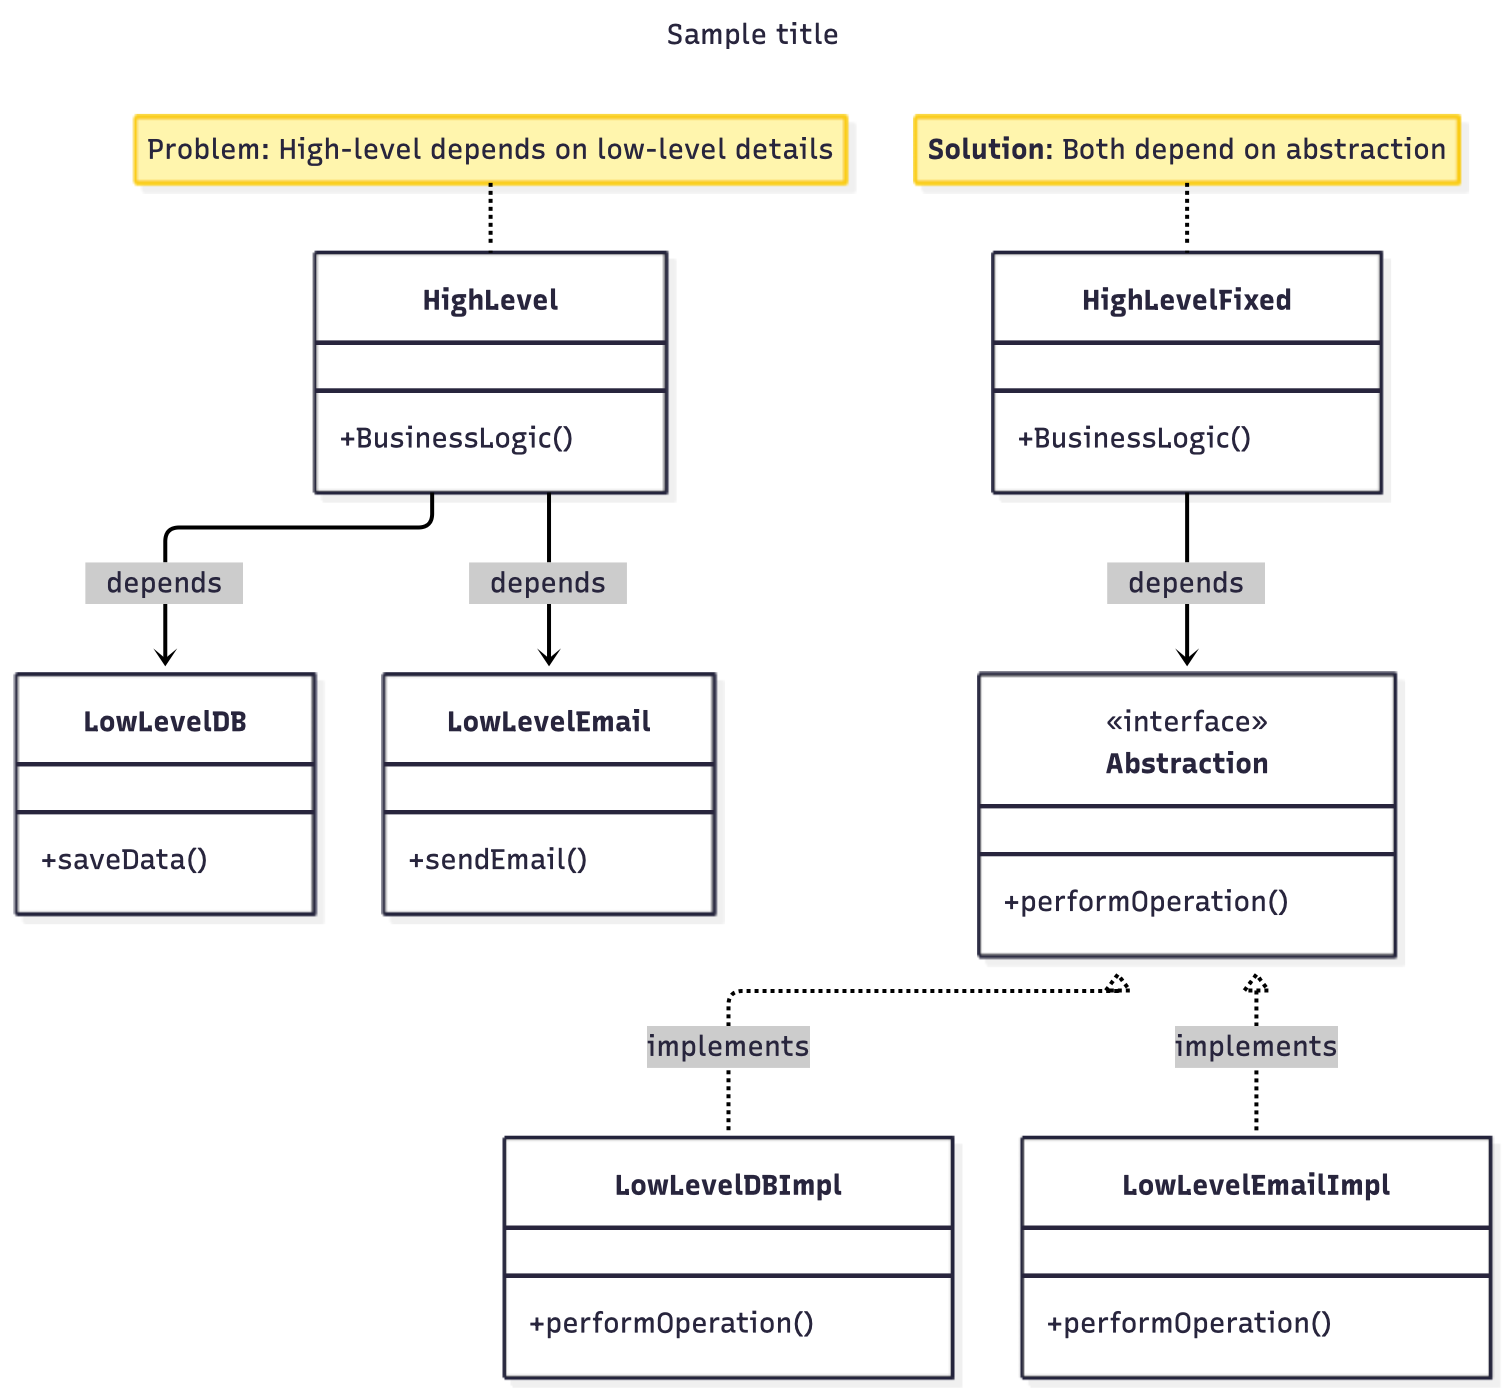 Sample title
Problem: High-level depends on low-level details
Solution: Both depend on abstraction
HighLevel
+BusinessLogic()
HighLevelFixed
+BusinessLogic()
depends
depends
depends
LowLevelDB
+saveData()
LowLevelEmail
+sendEmail()
«interface»
Abstraction
+performOperation()
implements
implements
LowLevelDBImpl
+performOperation()
LowLevelEmailImpl
+performOperation()